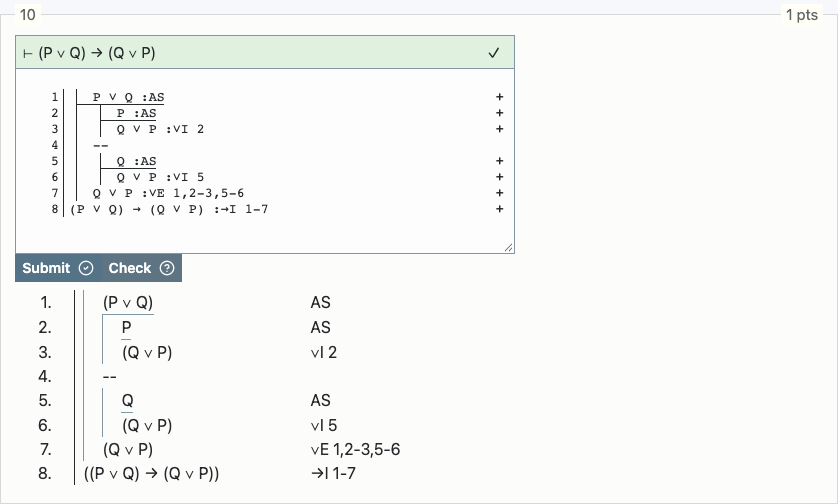 10
1 pts
⊢ (P ∨ Q) → (Q ∨ P) ✓
1 P ∨ Q :AS +
2 P :AS +
3 Q ∨ P :∨I 2 +
4 --
5 Q :AS +
6 Q ∨ P :∨I 5 +
7 Q ∨ P :∨E 1,2-3,5-6 +
8 (P ∨ Q) → (Q ∨ P) :→I 1-7 +
Submit Check ?
1. (P ∨ Q) AS
2. P AS
3. (Q ∨ P) ∨I 2
4. --
5. Q AS
6. (Q ∨ P) ∨I 5
7. (Q ∨ P) ∨E 1,2-3,5-6
8. ((P ∨ Q) → (Q ∨ P)) →I 1-7